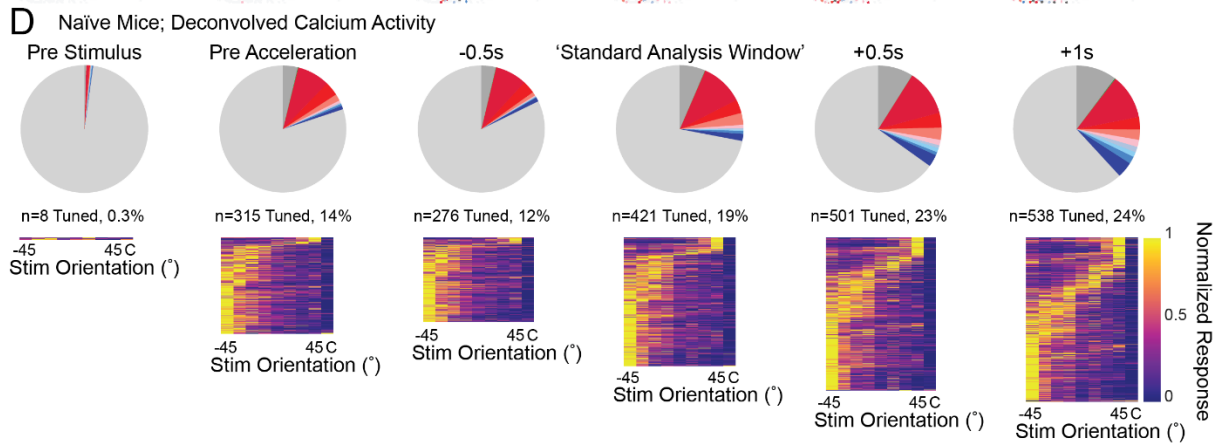 D Naïve Mice; Deconvolved Calcium Activity
Pre Stimulus Pre Acceleration -0.5s 'Standard Analysis Window' +0.5s +1s
n=8 Tuned, 0.3% n=315 Tuned, 14% n=276 Tuned, 12% n=421 Tuned, 19% n=501 Tuned, 23% n=538 Tuned, 24%
-45 45 C
Stim Orientation (°)
-45 45 C
Stim Orientation (°)
-45 45 C
Stim Orientation (°)
-45 45 C
Stim Orientation (°)
-45 45 C
Stim Orientation (°)
-45 45 C
Stim Orientation (°)
1
0.5
0
Normalized Response